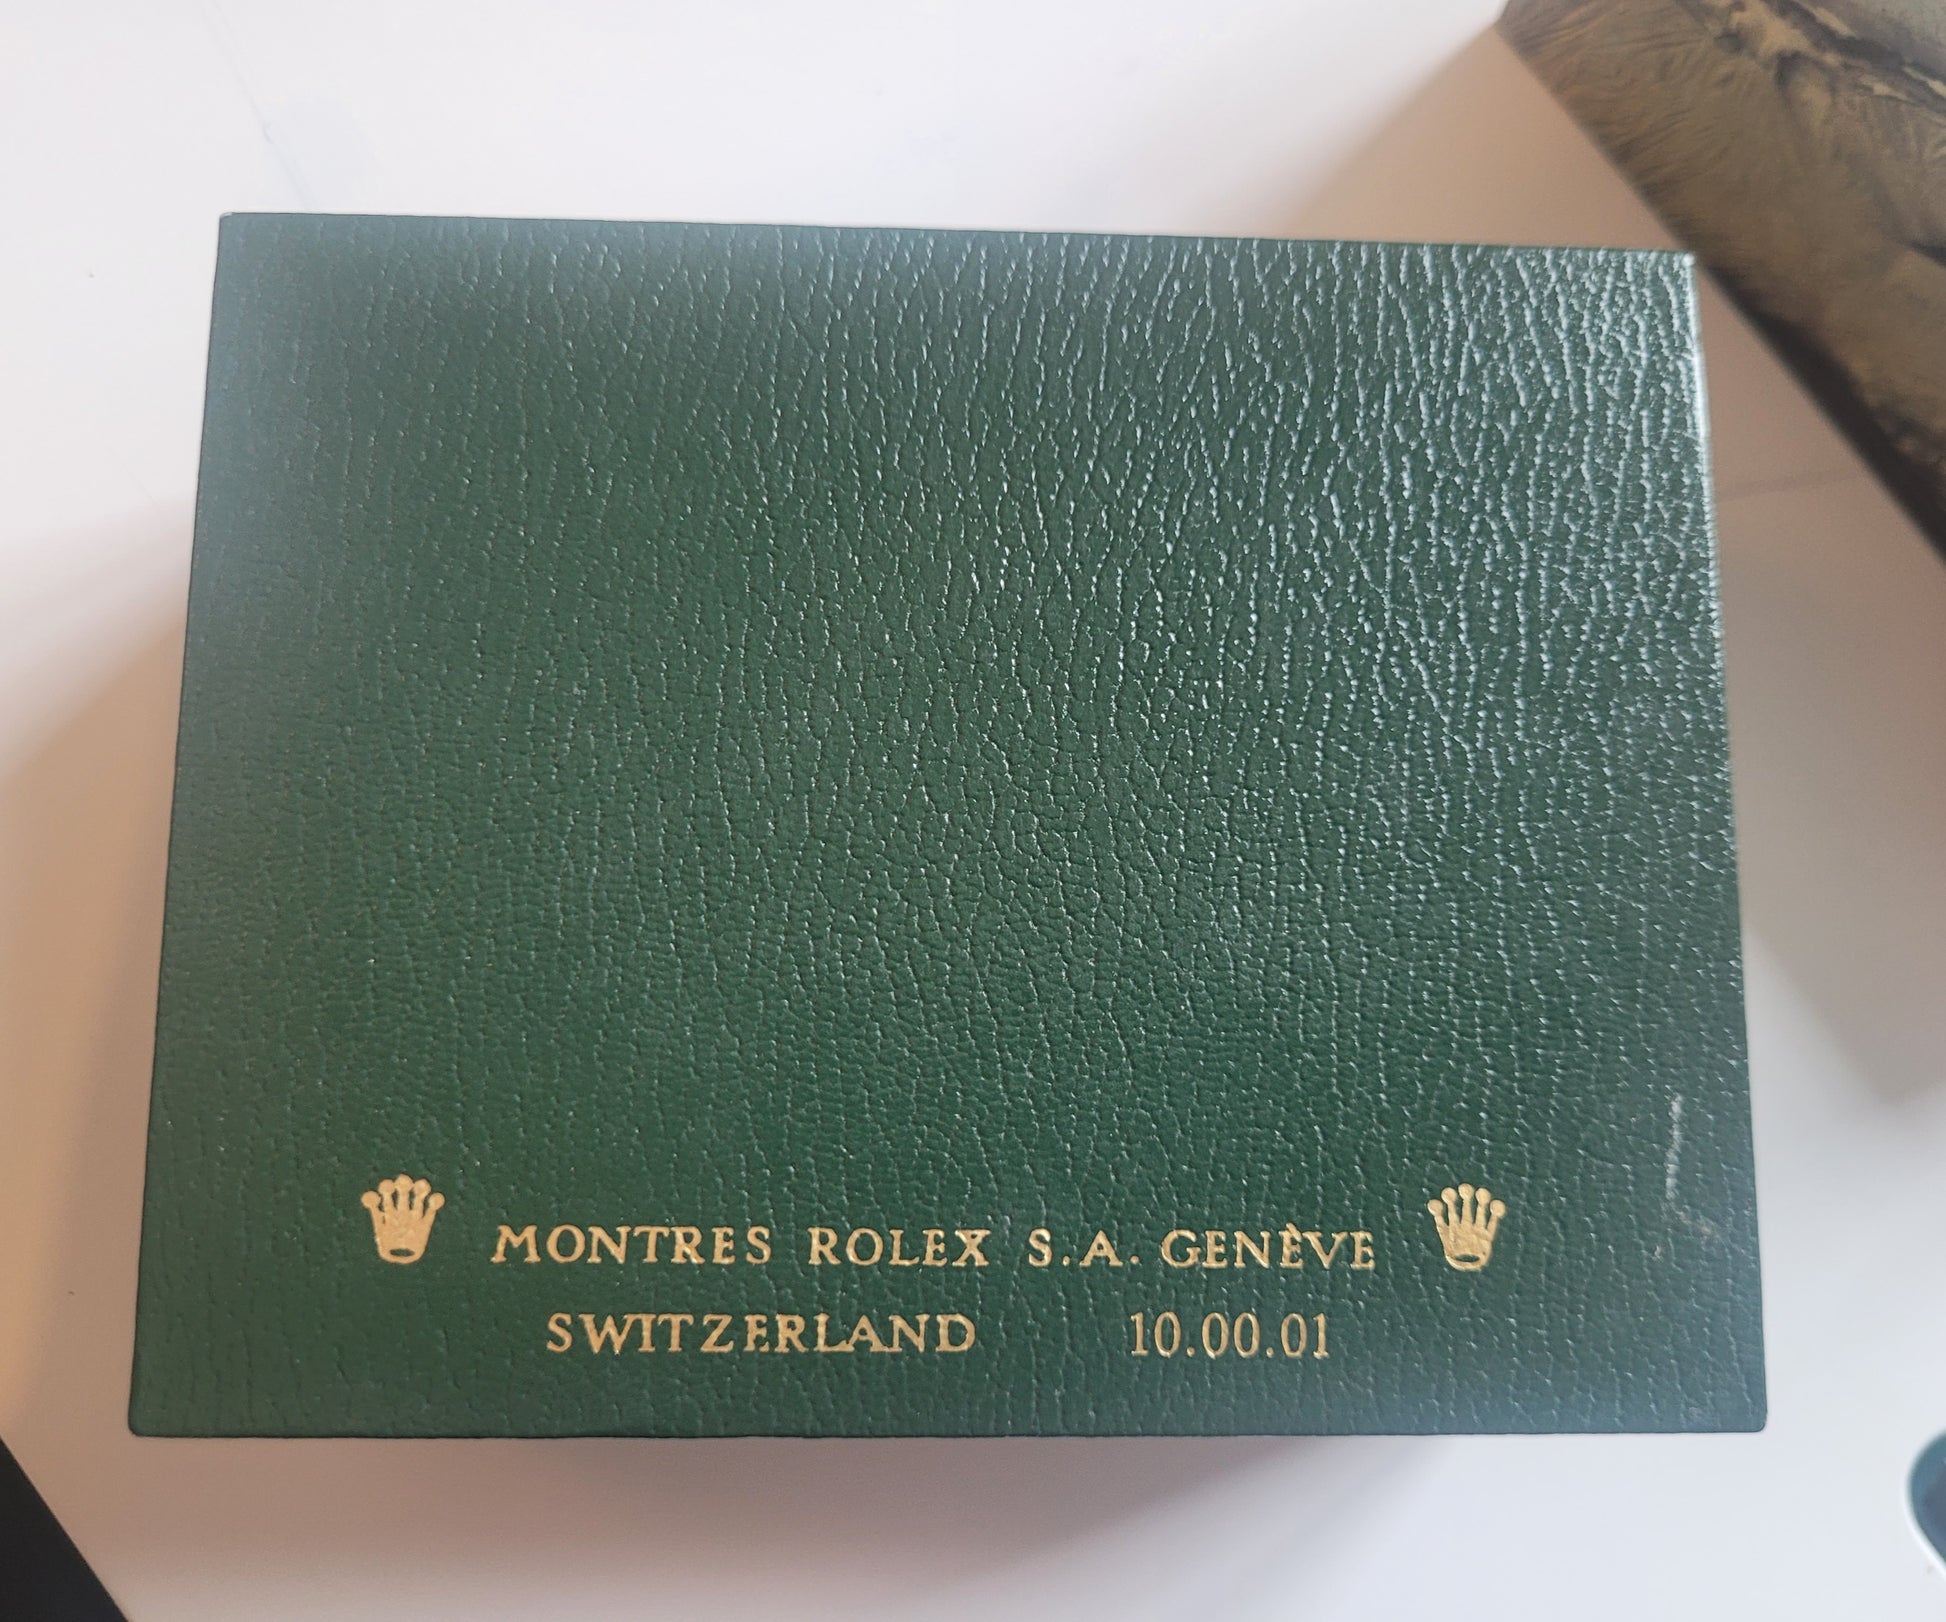 MONTRES ROLEX S.A. GENÈVE
SWITZERLAND 10.00.01